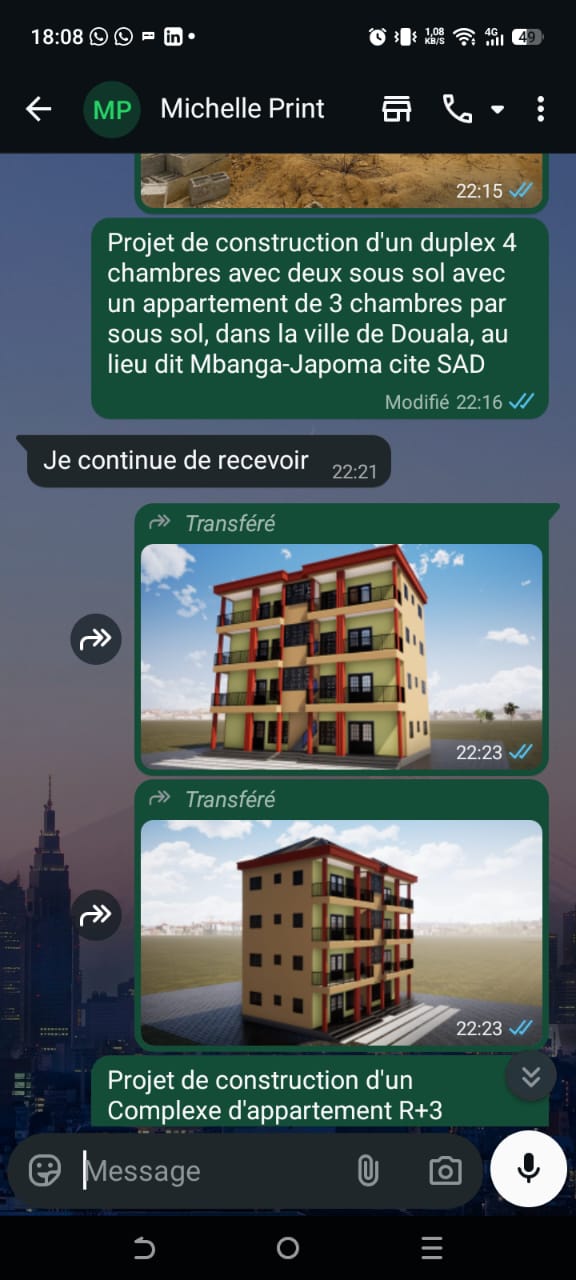 18:08
1,08
KB/S
4G
49
MP
Michelle Print
22:15
Projet de construction d'un duplex 4
chambres avec deux sous sol avec
un appartement de 3 chambres par
sous sol, dans la ville de Douala, au
lieu dit Mbanga-Japoma cite SAD
Modifié 22:16
Je continue de recevoir
22:21
Transféré
22:23
Transféré
22:23
Projet de construction d'un
Complexe d'appartement R+3
Message